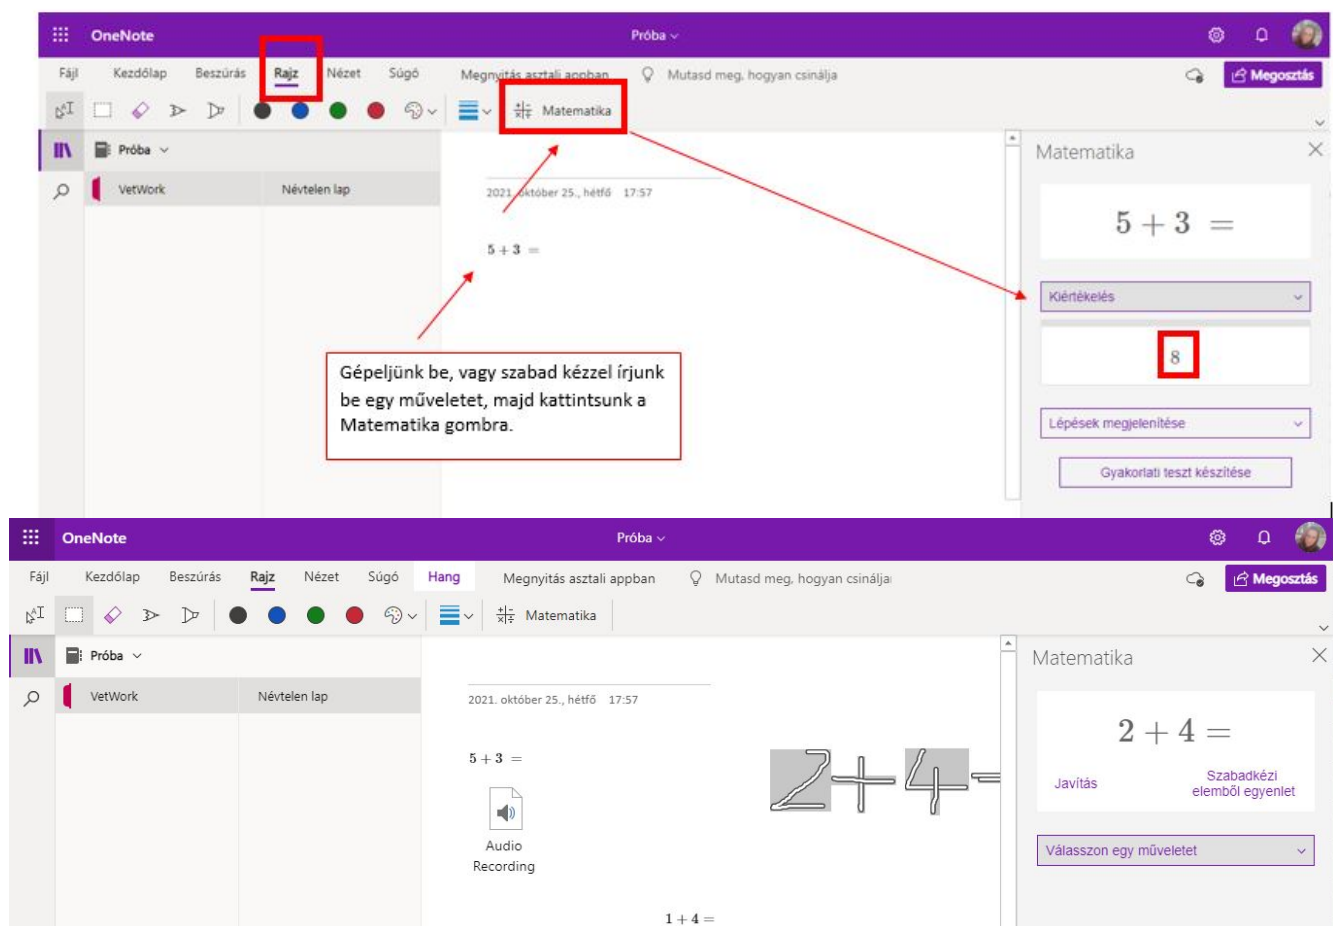 OneNote
Próba
Fájl Kezdőlap Beszúrás Rajz Nézet Súgó Megnyitás asztali appban Mutasd meg, hogyan csinálja
Megosztás
Matematika
Próba
VetWork Névtelen lap
2021. október 25., hétfő 17:57
5 + 3 =
Gépeljünk be, vagy szabad kézzel írjunk
be egy műveletet, majd kattintsunk a
Matematika gombra.
Matematika
5 + 3 =
Kiértékelés
8
Lépések megjelenítése
Gyakorlati teszt készítése
OneNote
Próba
Fájl Kezdőlap Beszúrás Rajz Nézet Súgó Hang Megnyitás asztali appban Mutasd meg, hogyan csinálja
Megosztás
Matematika
Próba
VetWork Névtelen lap
2021. október 25., hétfő 17:57
5 + 3 =
2+4=
Audio
Recording
1 + 4 =
Matematika
2 + 4 =
Javítás
Szabadkézi
elemből egyenlet
Válasszon egy műveletet